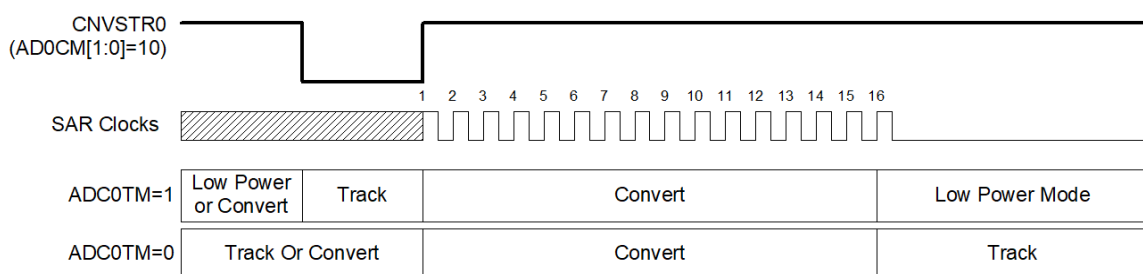 CNVSTR0
(AD0CM[1:0]=10)
1 2 3 4 5 6 7 8 9 10 11 12 13 14 15 16
SAR Clocks
ADC0TM=1
Low Power
or Convert
Track
Convert
Low Power Mode
ADC0TM=0
Track Or Convert
Convert
Track